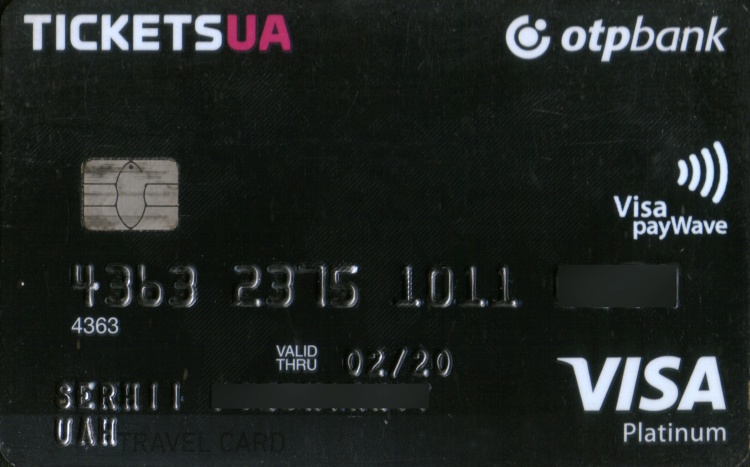 TICKETSUA
otpbank
Visa
payWave
4363 2375 1011
4363
VALID
THRU 02/20
SERHII
UAH
TRAVEL CARD
VISA
Platinum